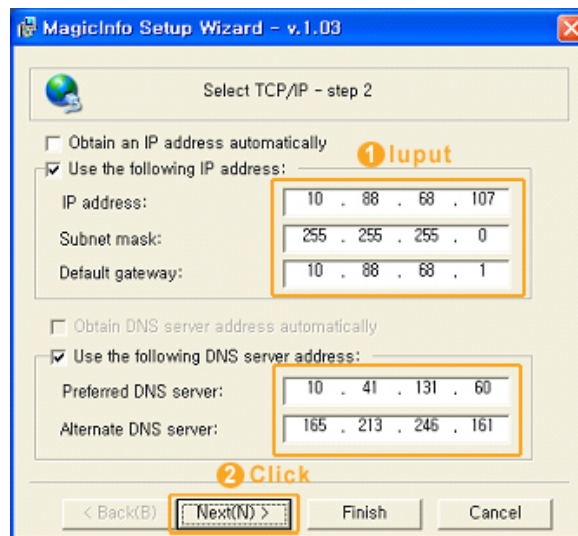 MagicInfo Setup Wizard - v.1.03
Select TCP/IP - step 2
Obtain an IP address automatically
1 Iuput
Use the following IP address:
IP address: 10 . 88 . 68 . 107
Subnet mask: 255 . 255 . 255 . 0
Default gateway: 10 . 88 . 68 . 1
Obtain DNS server address automatically
Use the following DNS server address:
Preferred DNS server: 10 . 41 . 131 . 60
Alternate DNS server: 165 . 213 . 246 . 161
2 Click
< Back(B) Next(N) > Finish Cancel